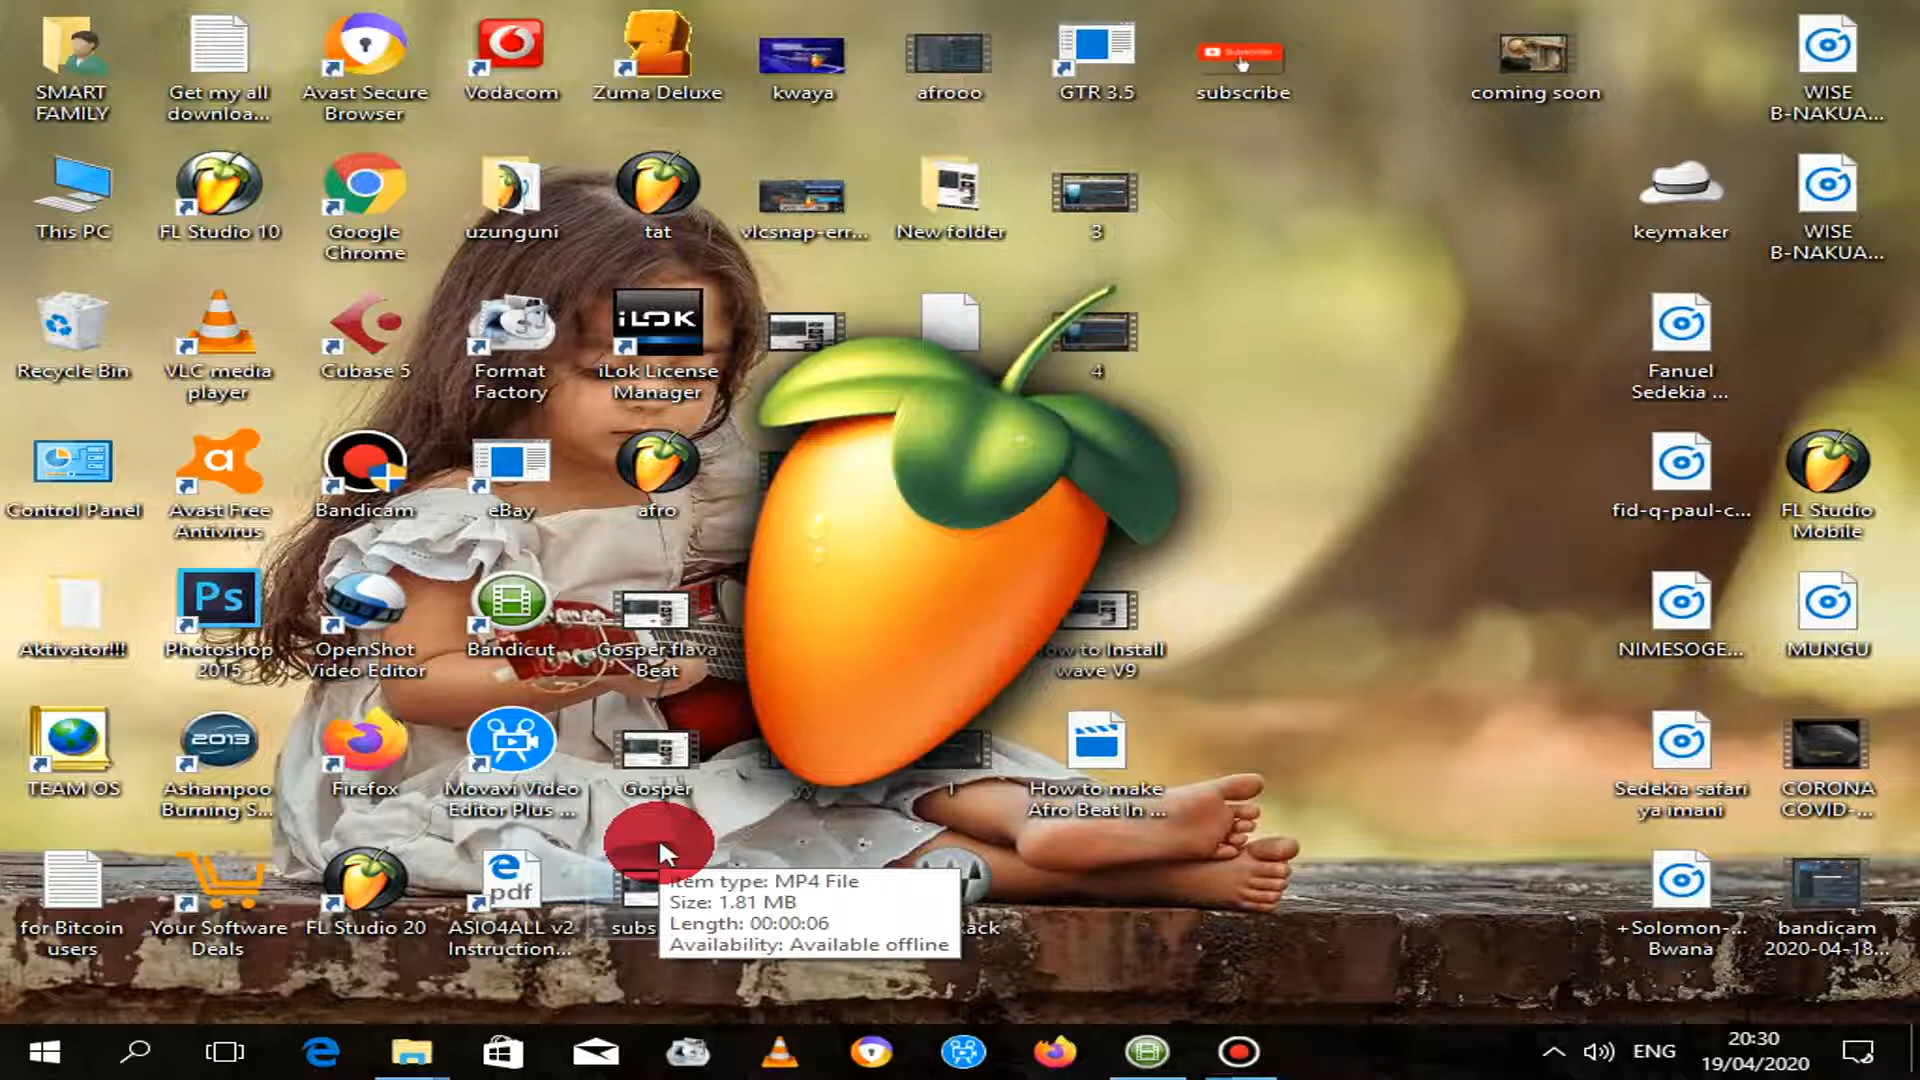 SMART
FAMILY
Get my all
downloa...
Avast Secure
Browser
Vodacom
Zuma Deluxe
kwaya
afrooo
GTR 3.5
Subscribe
subscribe
coming soon
WISE
B-NAKUA...
This PC
FL Studio 10
Google
Chrome
uzunguni
tat
vlcsnap-err...
New folder
3
keymaker
WISE
B-NAKUA...
iLOK
Recycle Bin
VLC media
player
Cubase 5
Format
Factory
iLok License
Manager
4
Fanuel
Sedekia ...
a
Control Panel
Avast Free
Antivirus
Bandicam
eBay
afro
fid-q-paul-c...
FL Studio
Mobile
Ps
Aktivator!!!
Photoshop
2015
OpenShot
Video Editor
Bandicut
Gosper flava
Beat
ow to Install
wave V9
NIMESOGE...
MUNGU
2013
TEAM OS
Ashampoo
Burning S...
Firefox
Movavi Video
Editor Plus ...
Gosper
1
How to make
Afro Beat In ...
Sedekia safari
ya imani
CORONA
COVID-...
pdf
for Bitcoin
users
Your Software
Deals
FL Studio 20
ASIO4ALL v2
Instruction...
subs
Item type: MP4 File
Size: 1.81 MB
Length: 00:00:06
Availability: Available offline
ack
+Solomon-...
Bwana
bandicam
2020-04-18...
ENG
20:30
19/04/2020